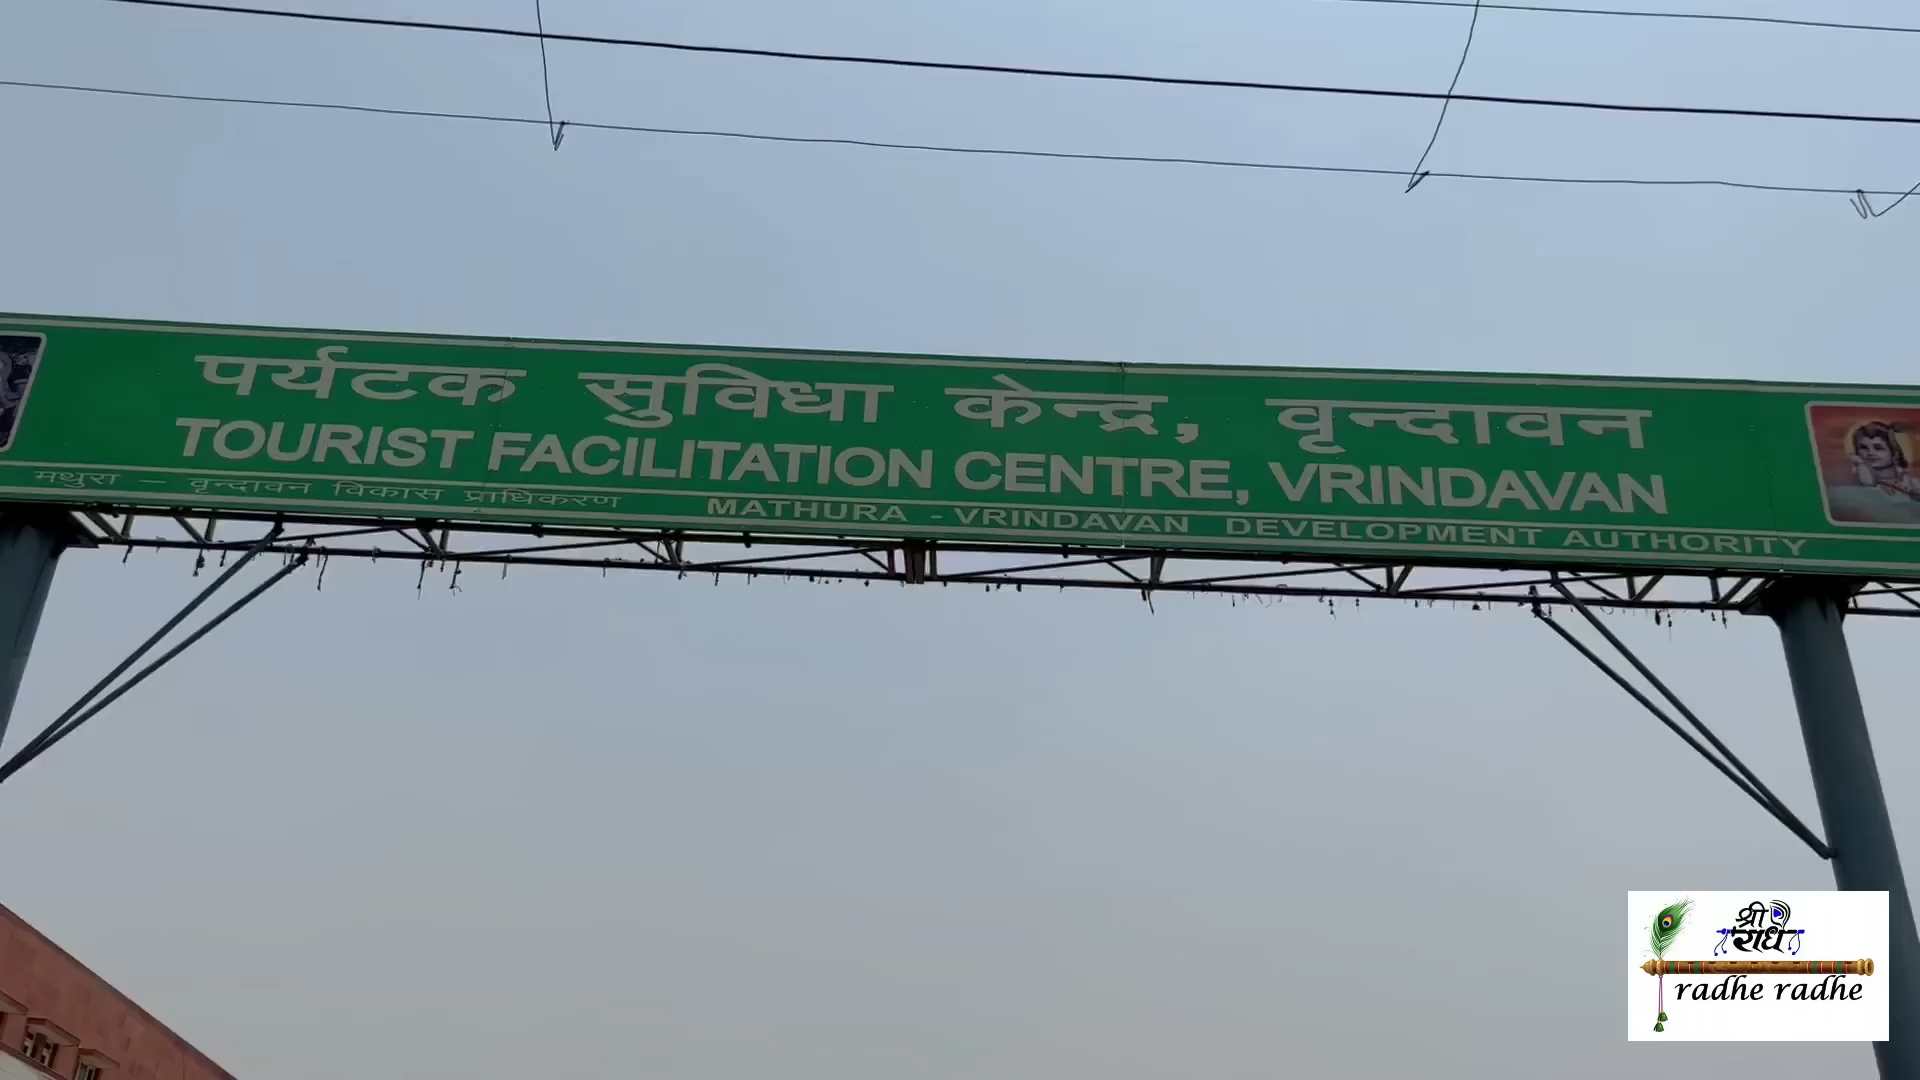 पर्यटक सुविधा केन्द्र, वृन्दावन
TOURIST FACILITATION CENTRE, VRINDAVAN
मथुरा – वृन्दावन विकास प्राधिकरण MATHURA - VRINDAVAN DEVELOPMENT AUTHORITY
श्री
राधे
radhe radhe